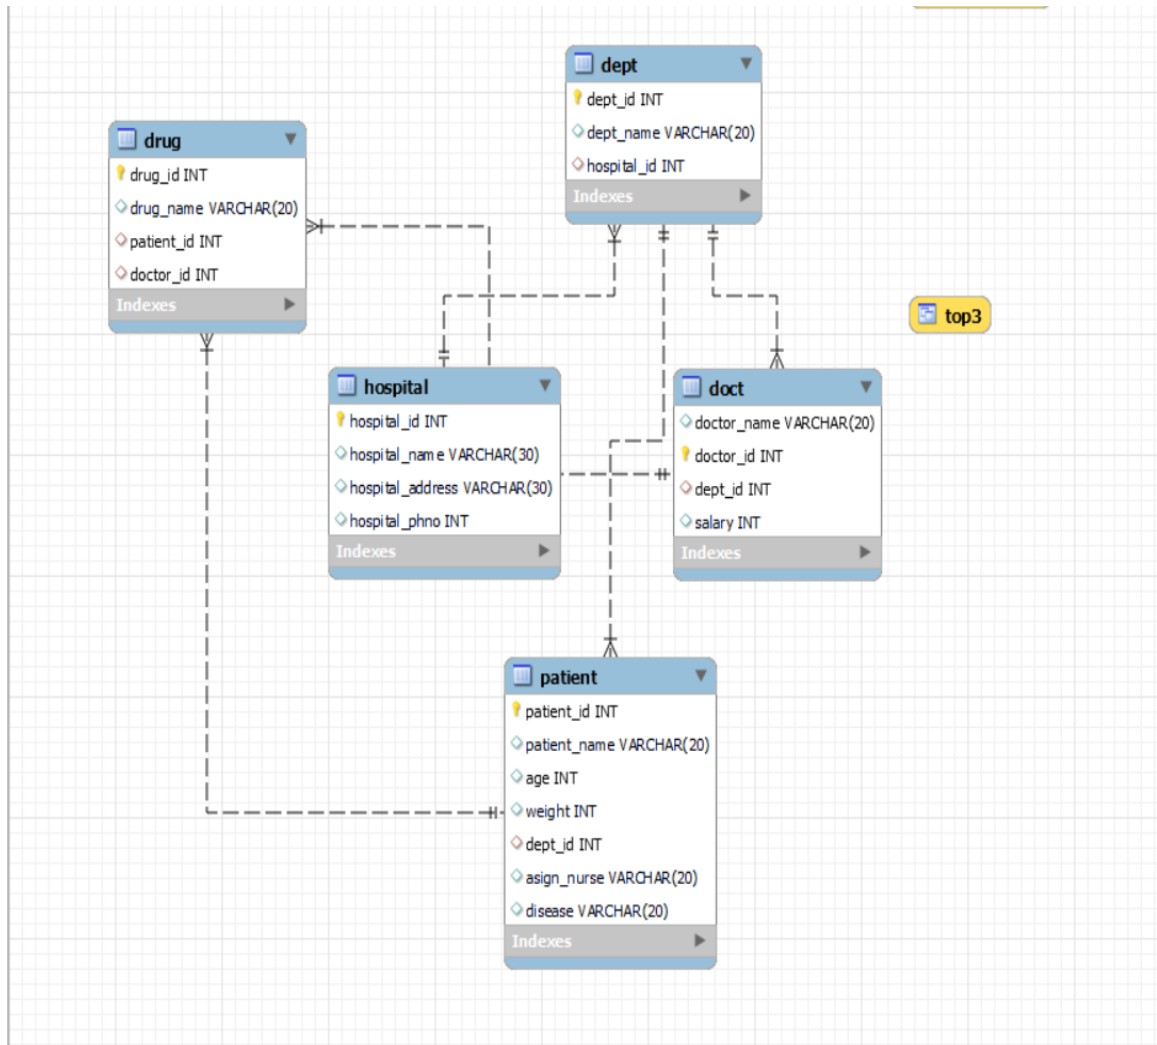 dept
dept_id INT
dept_name VARCHAR(20)
hospital_id INT
Indexes
drug
drug_id INT
drug_name VARCHAR(20)
patient_id INT
doctor_id INT
Indexes
top3
hospital
hospital_id INT
hospital_name VARCHAR(30)
hospital_address VARCHAR(30)
hospital_phno INT
Indexes
doct
doctor_name VARCHAR(20)
doctor_id INT
dept_id INT
salary INT
Indexes
patient
patient_id INT
patient_name VARCHAR(20)
age INT
weight INT
dept_id INT
asign_nurse VARCHAR(20)
disease VARCHAR(20)
Indexes